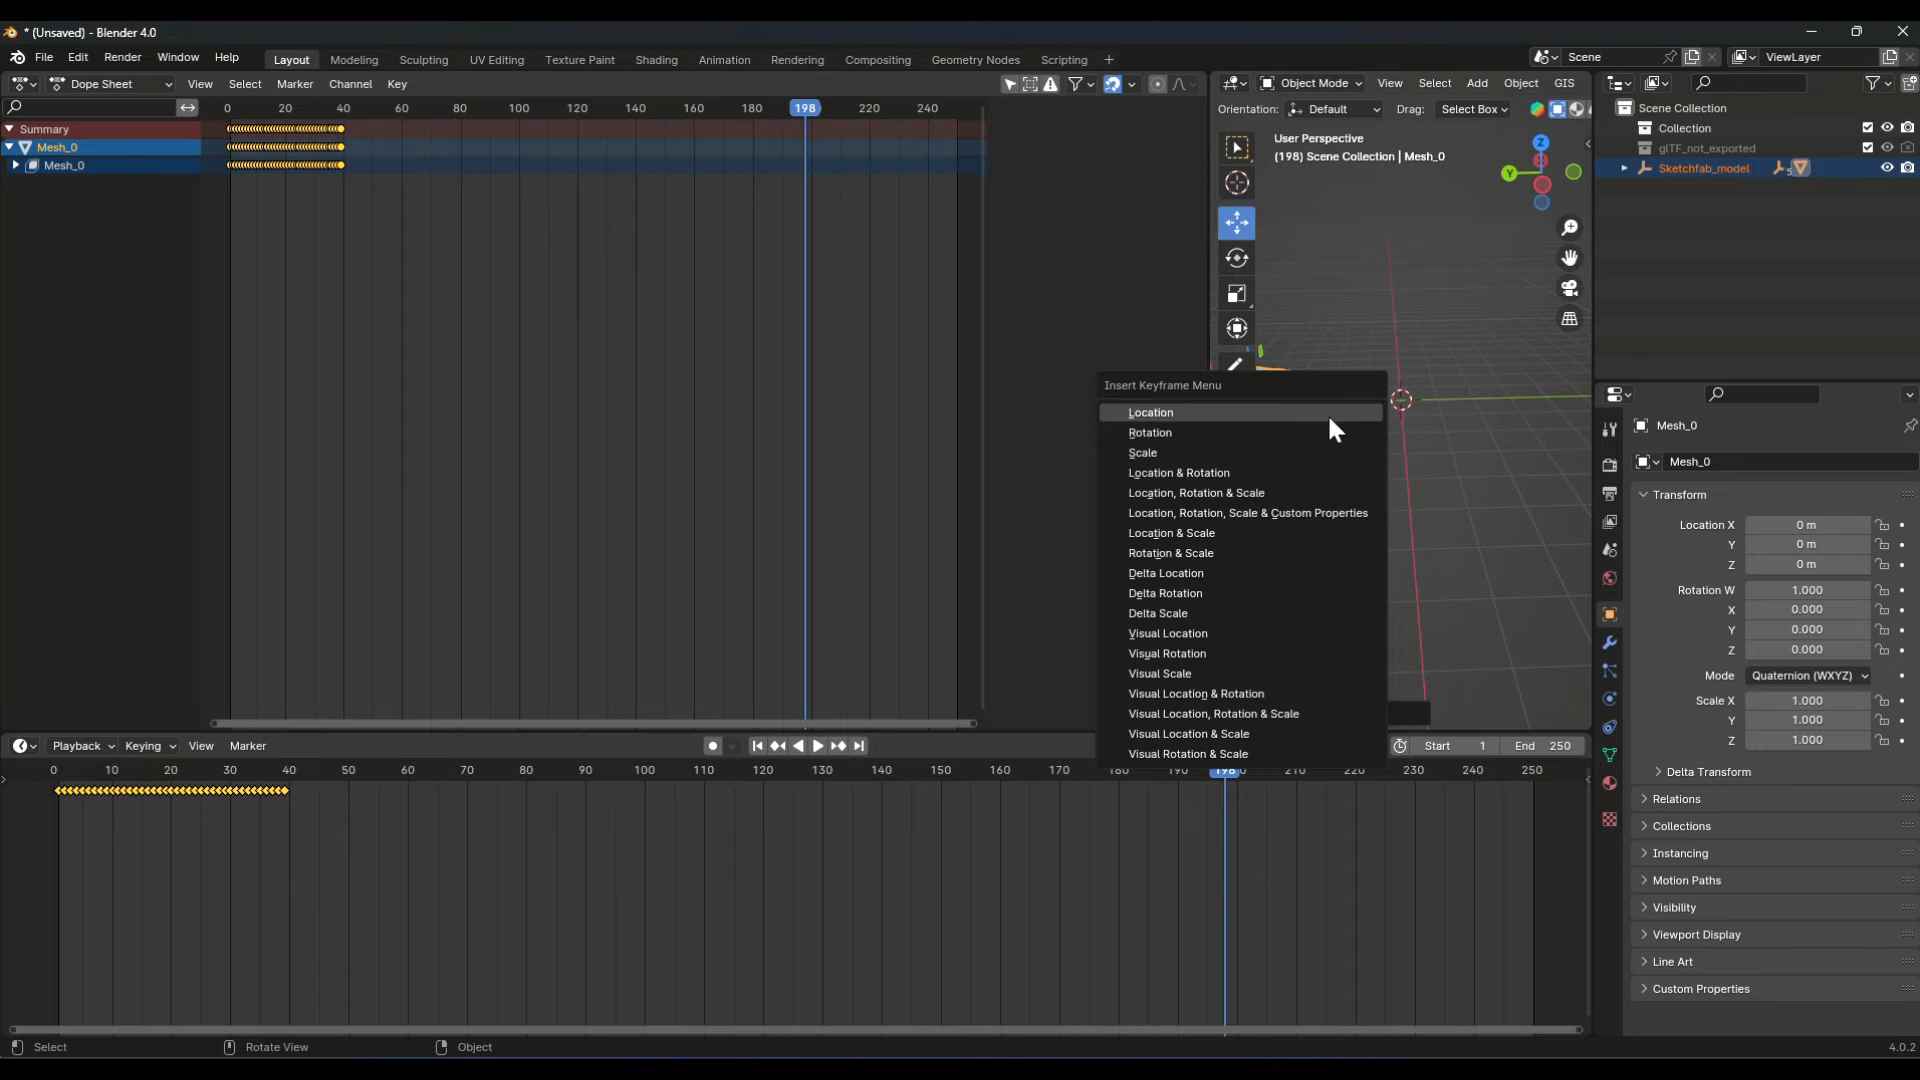 * (Unsaved) - Blender 4.0
File Edit Render Window Help Layout Modeling Sculpting UV Editing Texture Paint Shading Animation Rendering Compositing Geometry Nodes Scripting + Scene ViewLayer
Dope Sheet View Select Marker Channel Key
Object Mode View Select Add Object GIS
0 20 40 60 80 100 120 140 160 180 198 220 240
Orientation: Default Drag: Select Box
Summary
Mesh_0
Mesh_0
User Perspective
(198) Scene Collection | Mesh_0
Z
Y
Scene Collection
Collection
glTF_not_exported
Sketchfab_model 5
Insert Keyframe Menu
Location
Rotation
Scale
Location & Rotation
Location, Rotation & Scale
Location, Rotation, Scale & Custom Properties
Location & Scale
Rotation & Scale
Delta Location
Delta Rotation
Delta Scale
Visual Location
Visual Rotation
Visual Scale
Visual Location & Rotation
Visual Location, Rotation & Scale
Visual Location & Scale
Visual Rotation & Scale
Mesh_0
Mesh_0
Transform
Location X 0 m
Y 0 m
Z 0 m
Rotation W 1.000
X 0.000
Y 0.000
Z 0.000
Mode Quaternion (WXYZ)
Scale X 1.000
Y 1.000
Z 1.000
Delta Transform
Relations
Collections
Instancing
Motion Paths
Visibility
Viewport Display
Line Art
Custom Properties
Playback Keying View Marker Start 1 End 250
0 10 20 30 40 50 60 70 80 90 100 110 120 130 140 150 160 170 180 190 198 210 220 230 240 250
Select Rotate View Object 4.0.2